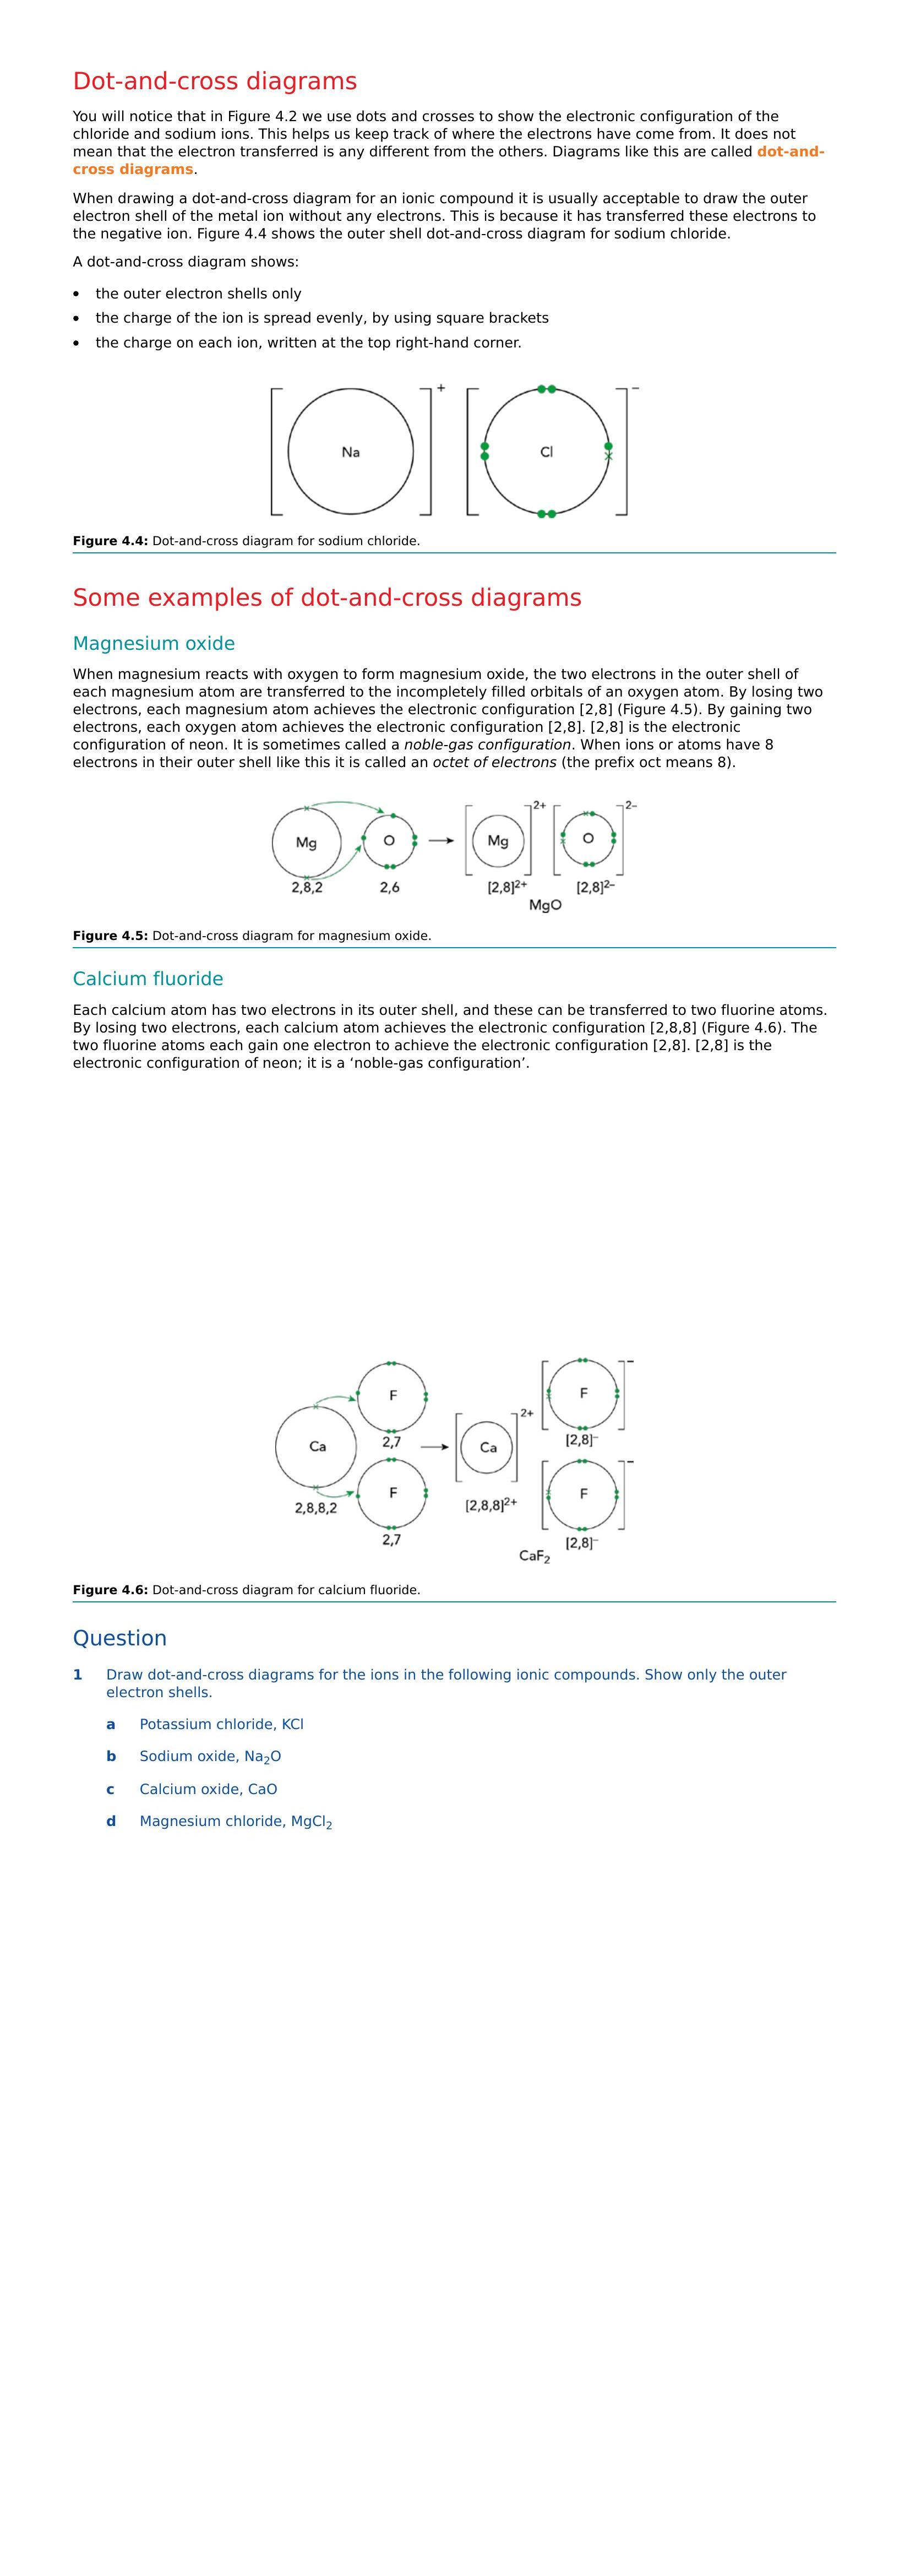 Dot-and-cross diagrams
You will notice that in Figure 4.2 we use dots and crosses to show the electronic configuration of the
chloride and sodium ions. This helps us keep track of where the electrons have come from. It does not
mean that the electron transferred is any different from the others. Diagrams like this are called dot-and-
cross diagrams.
When drawing a dot-and-cross diagram for an ionic compound it is usually acceptable to draw the outer
electron shell of the metal ion without any electrons. This is because it has transferred these electrons to
the negative ion. Figure 4.4 shows the outer shell dot-and-cross diagram for sodium chloride.
A dot-and-cross diagram shows:
• the outer electron shells only
• the charge of the ion is spread evenly, by using square brackets
• the charge on each ion, written at the top right-hand corner.
[Na]⁺ [Cl]⁻
Figure 4.4: Dot-and-cross diagram for sodium chloride.
Some examples of dot-and-cross diagrams
Magnesium oxide
When magnesium reacts with oxygen to form magnesium oxide, the two electrons in the outer shell of
each magnesium atom are transferred to the incompletely filled orbitals of an oxygen atom. By losing two
electrons, each magnesium atom achieves the electronic configuration [2,8] (Figure 4.5). By gaining two
electrons, each oxygen atom achieves the electronic configuration [2,8]. [2,8] is the electronic
configuration of neon. It is sometimes called a noble-gas configuration. When ions or atoms have 8
electrons in their outer shell like this it is called an octet of electrons (the prefix oct means 8).
Mg O → [Mg]²⁺ [O]²⁻
2,8,2 2,6 [2,8]²⁺ [2,8]²⁻
MgO
Figure 4.5: Dot-and-cross diagram for magnesium oxide.
Calcium fluoride
Each calcium atom has two electrons in its outer shell, and these can be transferred to two fluorine atoms.
By losing two electrons, each calcium atom achieves the electronic configuration [2,8,8] (Figure 4.6). The
two fluorine atoms each gain one electron to achieve the electronic configuration [2,8]. [2,8] is the
electronic configuration of neon; it is a ‘noble-gas configuration’.
F [F]⁻
2,7 [2,8]⁻
Ca → [Ca]²⁺
F [F]⁻
2,8,8,2 [2,8,8]²⁺
2,7 [2,8]⁻
CaF₂
Figure 4.6: Dot-and-cross diagram for calcium fluoride.
Question
1 Draw dot-and-cross diagrams for the ions in the following ionic compounds. Show only the outer
electron shells.
a Potassium chloride, KCl
b Sodium oxide, Na₂O
c Calcium oxide, CaO
d Magnesium chloride, MgCl₂